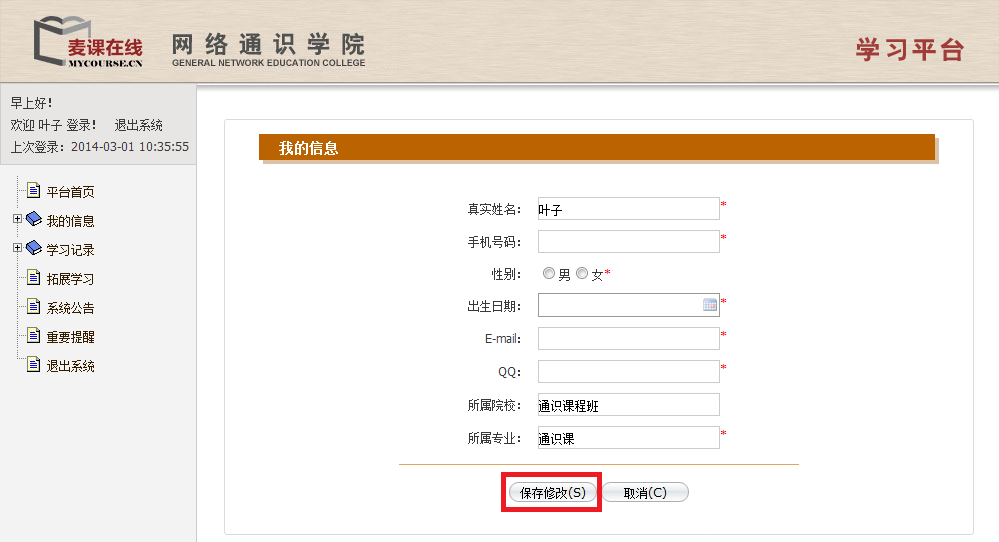 麦课在线
MYCOURSE.CN
网络通识学院
GENERAL NETWORK EDUCATION COLLEGE
学习平台
早上好!
欢迎 叶子 登录! 退出系统
上次登录：2014-03-01 10:35:55
平台首页
我的信息
学习记录
拓展学习
系统公告
重要提醒
退出系统
我的信息
真实姓名： 叶子 *
手机号码： *
性别： 男 女*
出生日期： *
E-mail: *
QQ： *
所属院校： 通识课程班
所属专业： 通识课 *
保存修改(S) 取消(C)